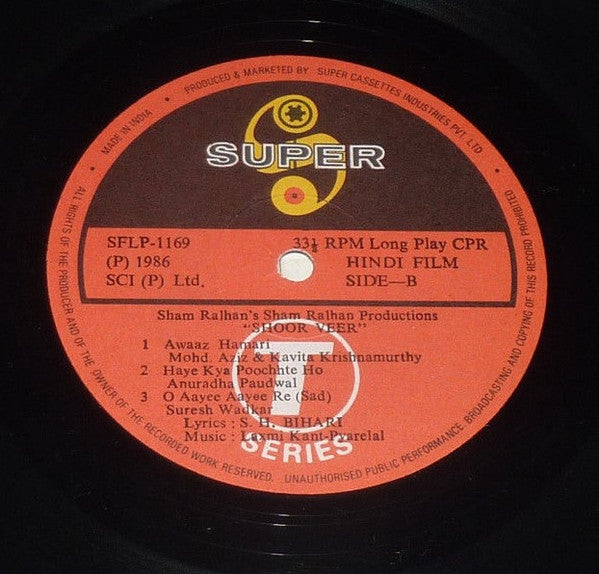 • PRODUCED & MARKETED BY • SUPER CASSETTES INDUSTRIES PVT. LTD •
• MADE IN INDIA •
SUPER
SFLP-1169 33⅓ RPM Long Play CPR
(P) 1986 HINDI FILM
SCI (P) Ltd. SIDE—B
Sham Ralhan's Sham Ralhan Productions
"SHOOR VEER"
1 Awaaz Hamari
Mohd. Aziz & Kavita Krishnamurthy
2 Haye Kya Poochhte Ho
Anuradha Paudwal
3 O Aayee Aayee Re (Sad)
Suresh Wadkar
Lyrics : S. H. BIHARI
Music : Laxmi Kant-Pyarelal
T
SERIES
ALL RIGHTS OF THE PRODUCER AND OF THE OWNER OF THE RECORDED WORK RESERVED. UNAUTHORISED PUBLIC PERFORMANCE BROADCASTING AND COPYING OF THIS RECORD PROHIBITED